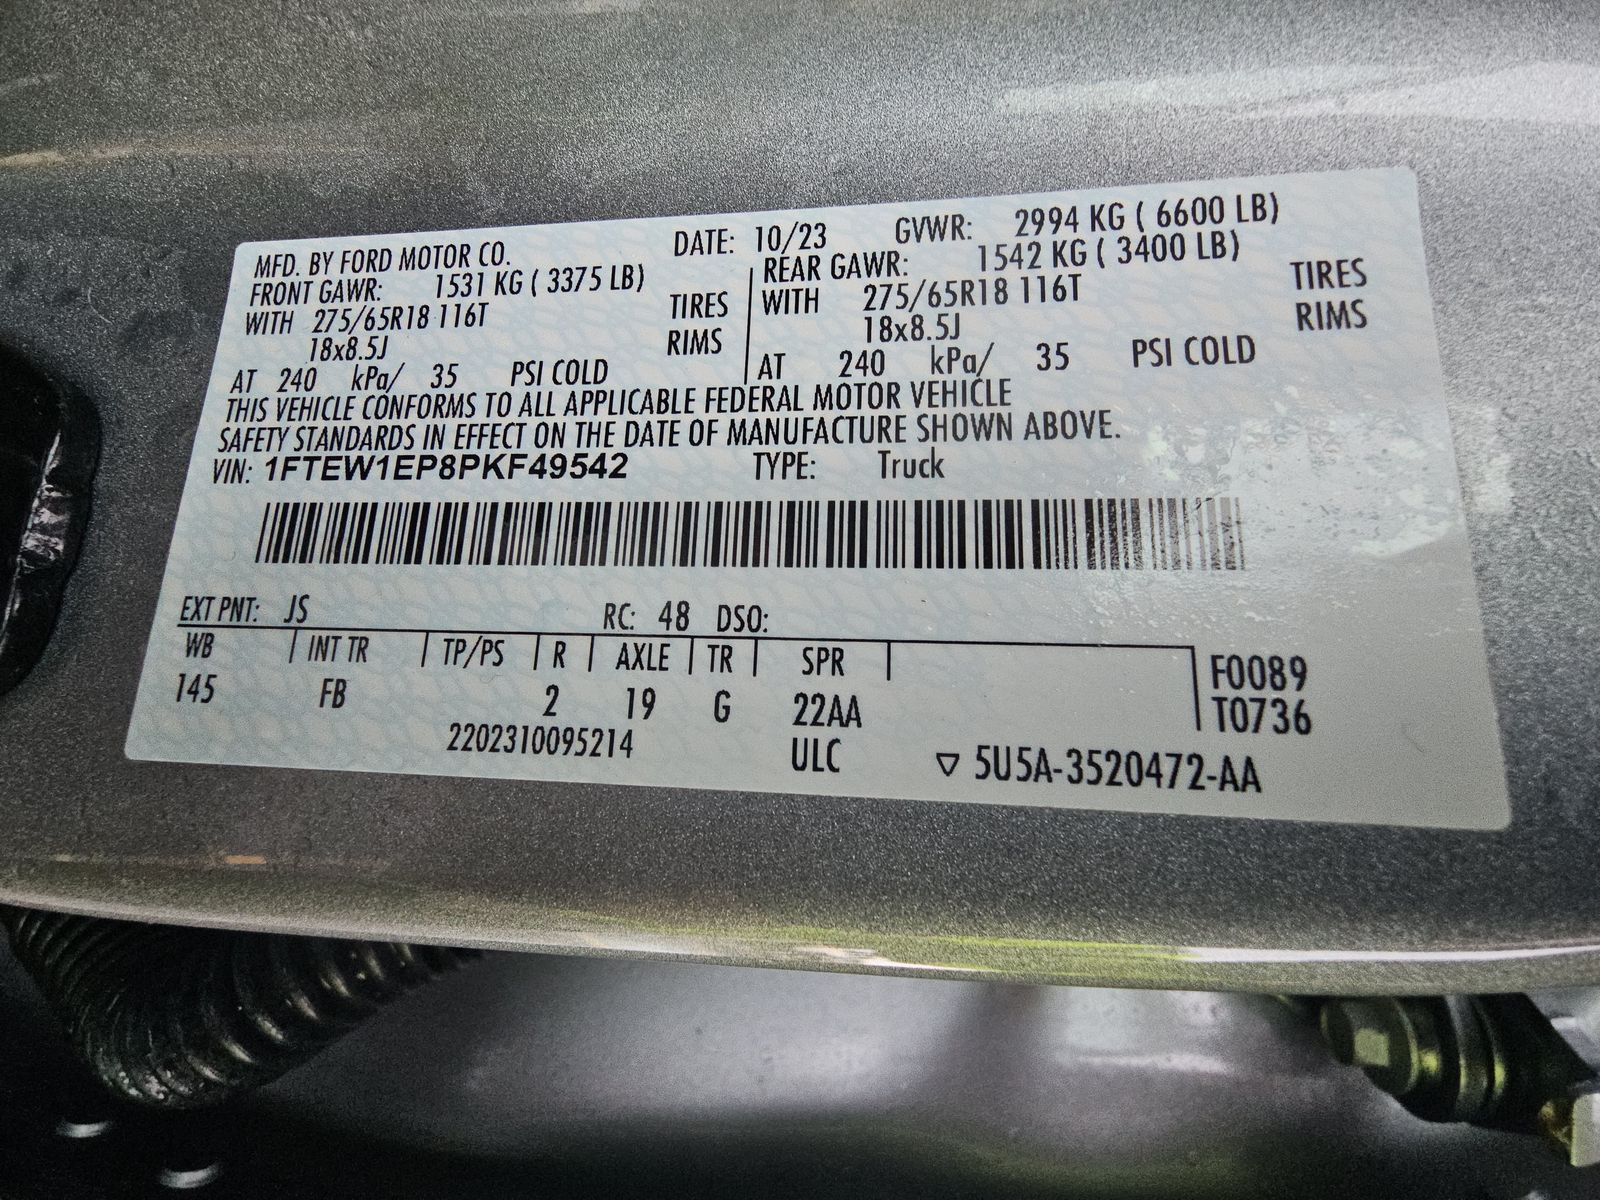 MFD. BY FORD MOTOR CO. DATE: 10/23 GVWR: 2994 KG ( 6600 LB)
FRONT GAWR: 1531 KG ( 3375 LB) REAR GAWR: 1542 KG ( 3400 LB)
WITH 275/65R18 116T TIRES WITH 275/65R18 116T TIRES
18x8.5J RIMS 18x8.5J RIMS
AT 240 kPa/ 35 PSI COLD AT 240 kPa/ 35 PSI COLD
THIS VEHICLE CONFORMS TO ALL APPLICABLE FEDERAL MOTOR VEHICLE
SAFETY STANDARDS IN EFFECT ON THE DATE OF MANUFACTURE SHOWN ABOVE.
VIN: 1FTEW1EP8PKF49542 TYPE: Truck
EXT PNT: JS RC: 48 DSO:
WB INT TR TP/PS R AXLE TR SPR F0089
145 FB 2 19 G 22AA T0736
2202310095214 ULC ▽ 5U5A-3520472-AA